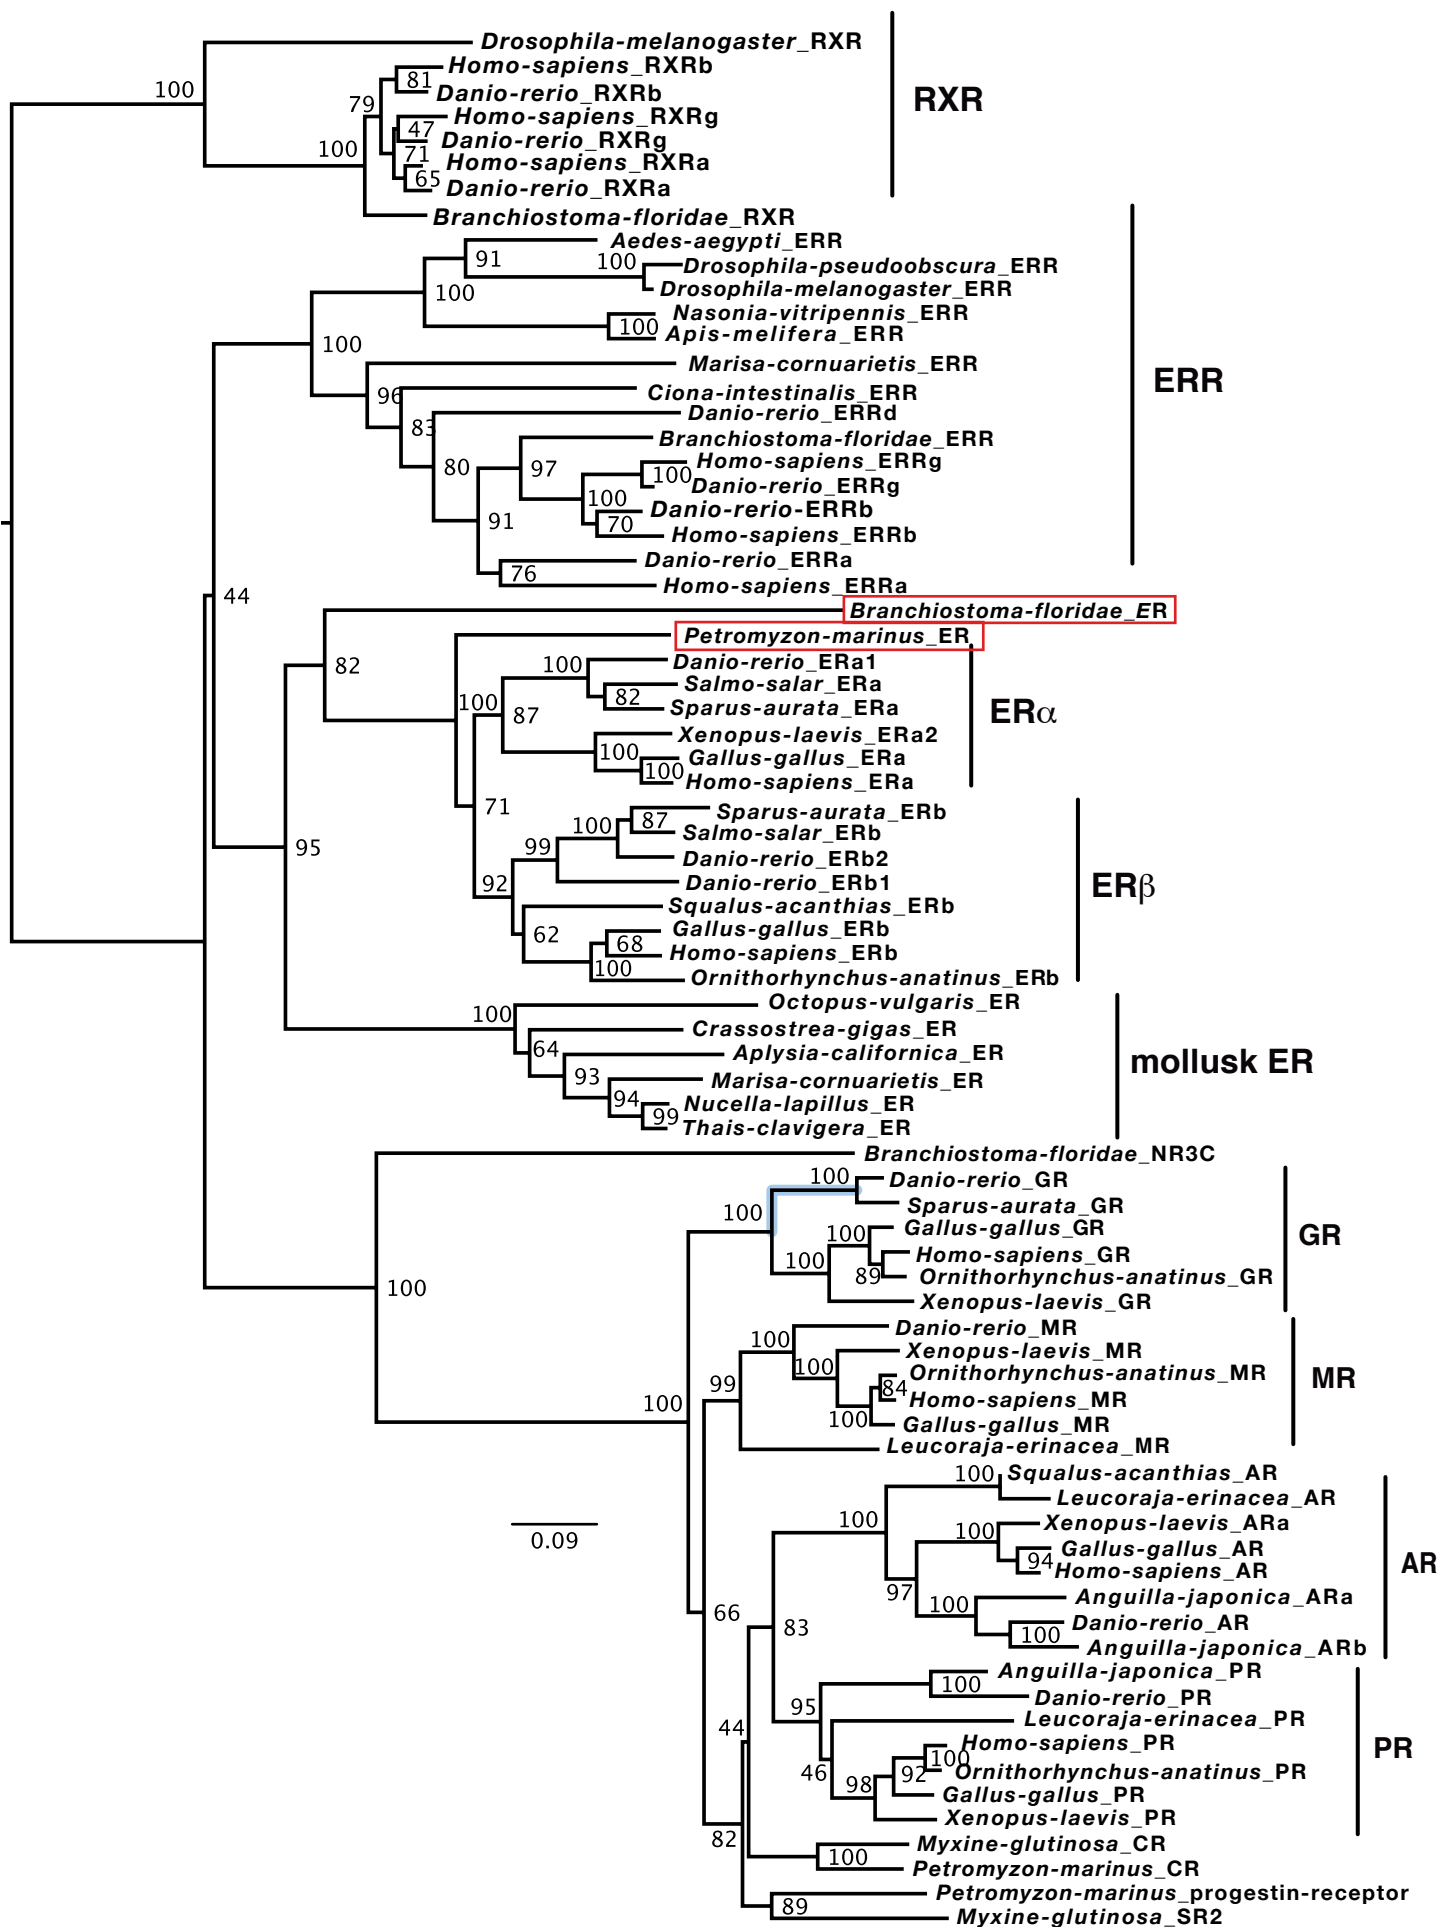 Drosophila-melanogaster_RXR
Homo-sapiens_RXRb
81
Danio-rerio_RXRb
100
79
RXR
Homo-sapiens_RXRg
47
Danio-rerio_RXRg
100
71
Homo-sapiens_RXRa
65
Danio-rerio_RXRa
Branchiostoma-floridae_RXR
Aedes-aegypti_ERR
91
100
Drosophila-pseudoobscura_ERR
100
Drosophila-melanogaster_ERR
Nasonia-vitripennis_ERR
100
Apis-melifera_ERR
100
Marisa-cornuarietis_ERR
ERR
96
Ciona-intestinalis_ERR
Danio-rerio_ERRd
83
Branchiostoma-floridae_ERR
80
97
Homo-sapiens_ERRg
100
Danio-rerio_ERRg
100
Danio-rerio-ERRb
91
70
Homo-sapiens_ERRb
Danio-rerio_ERRa
76
Homo-sapiens_ERRa
44
Branchiostoma-floridae_ER
Petromyzon-marinus_ER
82
100
Danio-rerio_ERa1
Salmo-salar_ERa
82
100
87
Sparus-aurata_ERa
ERα
Xenopus-laevis_ERa2
100
Gallus-gallus_ERa
100
Homo-sapiens_ERa
71
Sparus-aurata_ERb
87
100
Salmo-salar_ERb
95
99
Danio-rerio_ERb2
92
Danio-rerio_ERb1
ERβ
Squalus-acanthias_ERb
62
Gallus-gallus_ERb
68
Homo-sapiens_ERb
100
Ornithorhynchus-anatinus_ERb
Octopus-vulgaris_ER
100
Crassostrea-gigas_ER
64
Aplysia-californica_ER
mollusk ER
93
Marisa-cornuarietis_ER
94
Nucella-lapillus_ER
99
Thais-clavigera_ER
Branchiostoma-floridae_NR3C
100
Danio-rerio_GR
Sparus-aurata_GR
100
Gallus-gallus_GR
100
GR
100
Homo-sapiens_GR
89
Ornithorhynchus-anatinus_GR
100
Xenopus-laevis_GR
Danio-rerio_MR
100
Xenopus-laevis_MR
100
Ornithorhynchus-anatinus_MR
99
84
MR
Homo-sapiens_MR
100
100
Gallus-gallus_MR
Leucoraja-erinacea_MR
100
Squalus-acanthias_AR
Leucoraja-erinacea_AR
100
Xenopus-laevis_ARa
100
0.09
Gallus-gallus_AR
94
AR
Homo-sapiens_AR
97
Anguilla-japonica_ARa
100
66
83
Danio-rerio_AR
100
Anguilla-japonica_ARb
Anguilla-japonica_PR
100
Danio-rerio_PR
95
Leucoraja-erinacea_PR
44
Homo-sapiens_PR
PR
100
46
92
Ornithorhynchus-anatinus_PR
98
Gallus-gallus_PR
Xenopus-laevis_PR
82
Myxine-glutinosa_CR
100
Petromyzon-marinus_CR
Petromyzon-marinus_progestin-receptor
89
Myxine-glutinosa_SR2